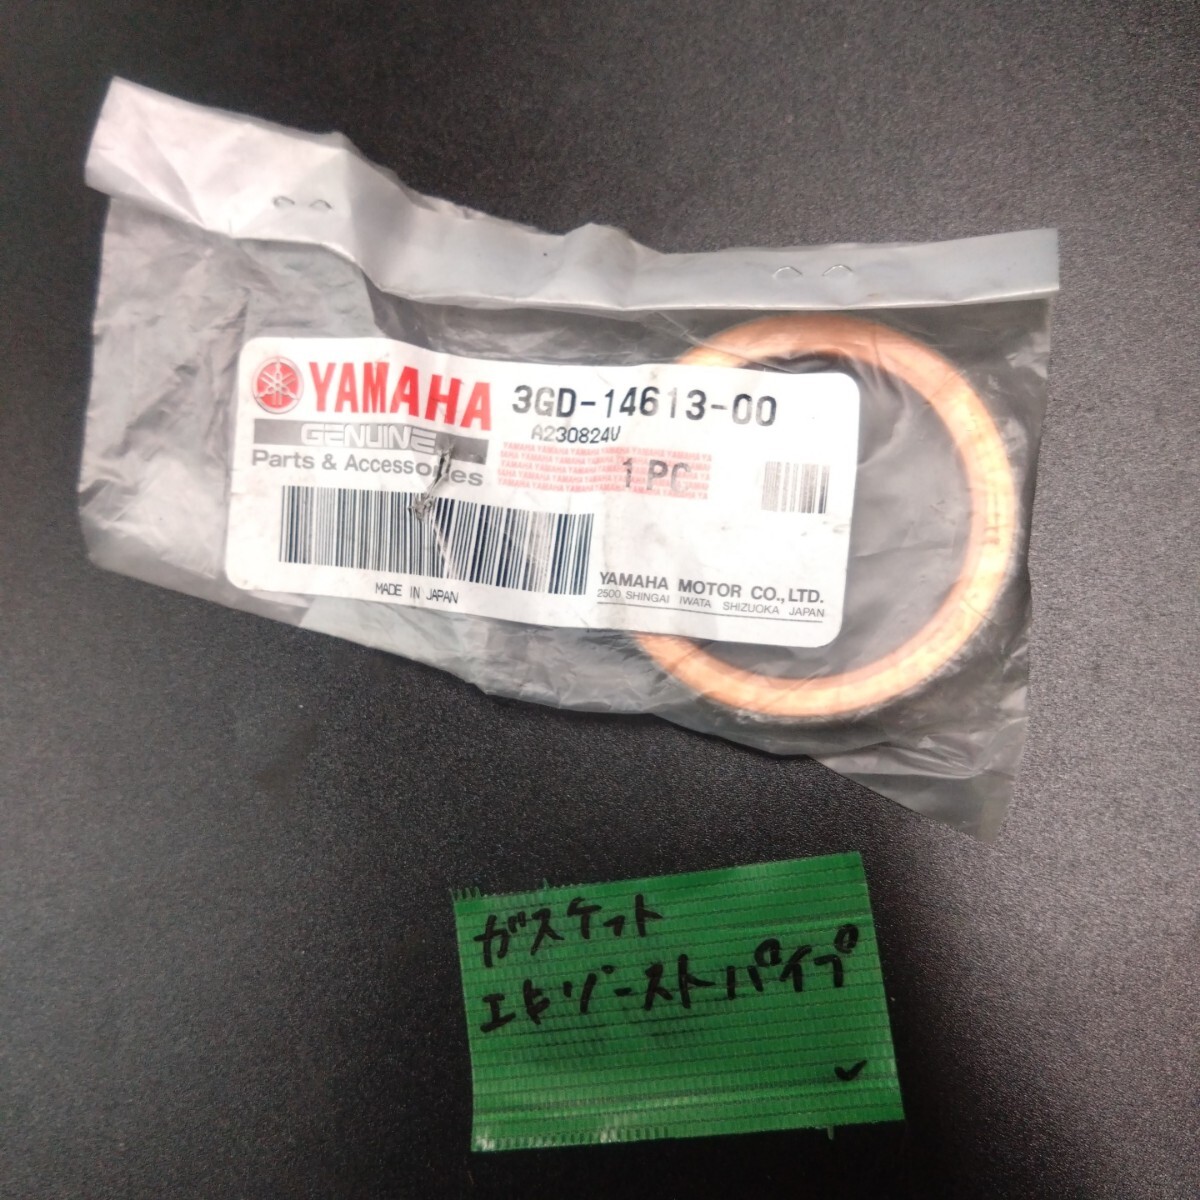 YAMAHA
GENUINE
Parts & Accessories
3GD-14613-00
A230824V
1 PC
MADE IN JAPAN
YAMAHA MOTOR CO., LTD.
2500 SHINGAI IWATA SHIZUOKA JAPAN
ガスケット
エキゾーストパイプ